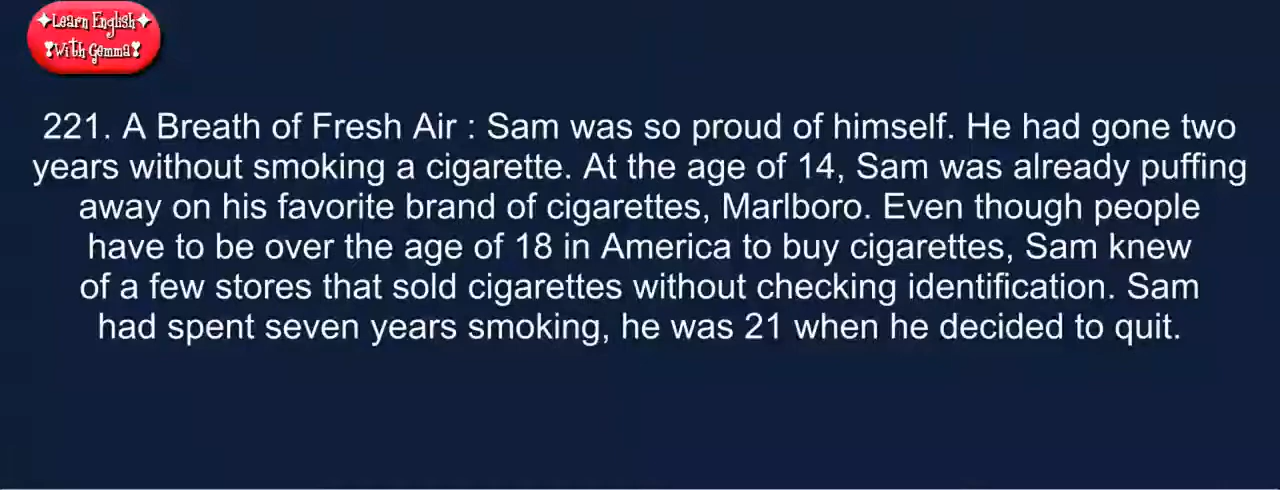 ✦Learn English✦
❣With Gemma❣
221. A Breath of Fresh Air : Sam was so proud of himself. He had gone two
years without smoking a cigarette. At the age of 14, Sam was already puffing
away on his favorite brand of cigarettes, Marlboro. Even though people
have to be over the age of 18 in America to buy cigarettes, Sam knew
of a few stores that sold cigarettes without checking identification. Sam
had spent seven years smoking, he was 21 when he decided to quit.